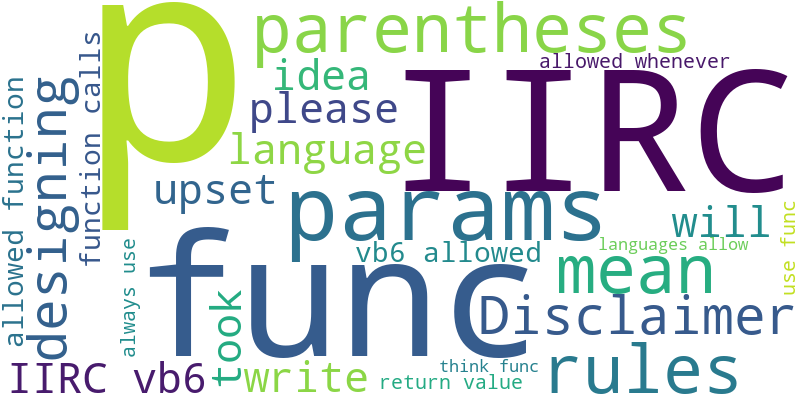 p
parentheses
IIRC
allowed whenever
idea
please
language
function calls
designing
allowed function
upset
params
will
use func
languages allow
vb6 allowed
mean
func
always use
Disclaimer
took
think func
IIRC vb6
write
return value
rules